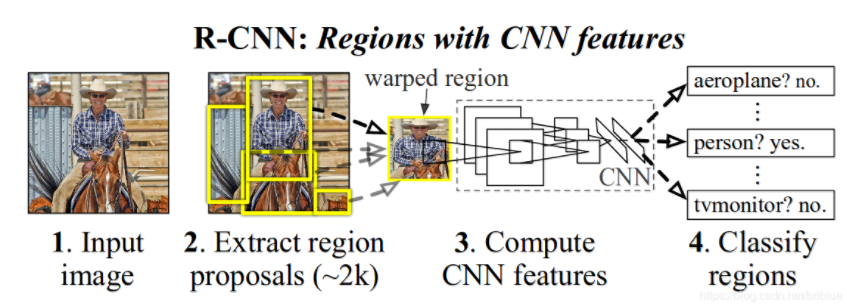 R-CNN: Regions with CNN features
warped region
aeroplane? no.
⋮
person? yes.
⋮
tvmonitor? no.
CNN
1. Input
image
2. Extract region
proposals (~2k)
3. Compute
CNN features
4. Classify
regions